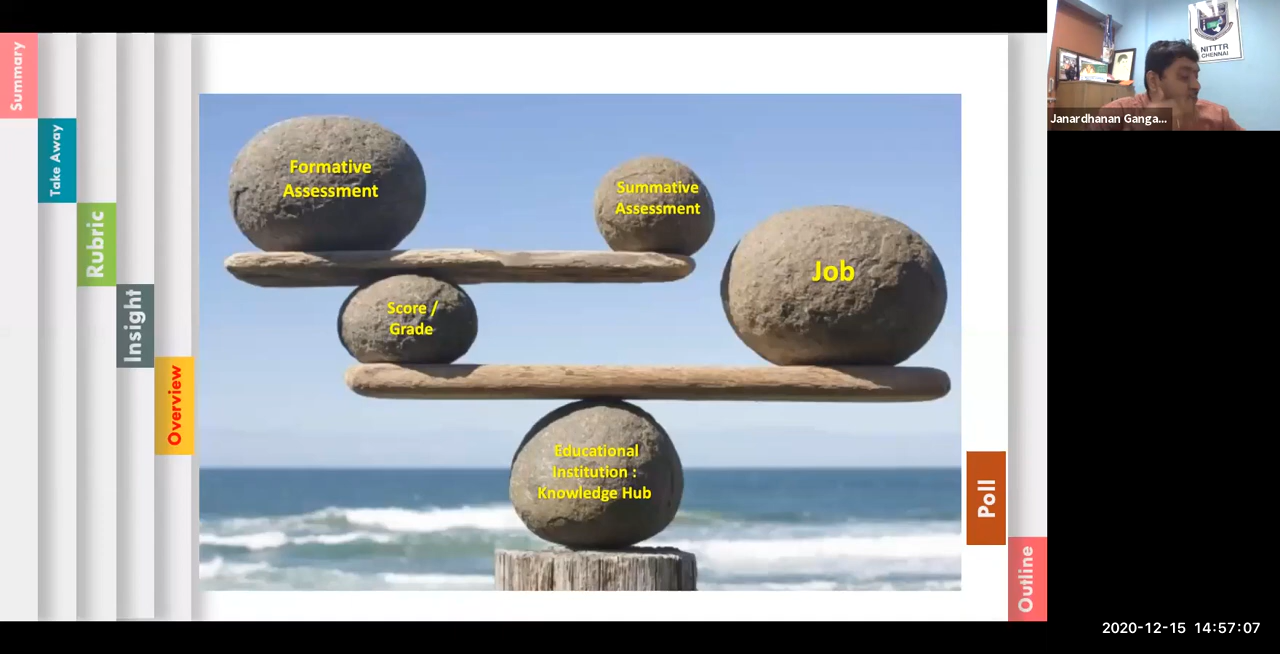 Summary
Take Away
Rubric
Insight
Overview
Formative
Assessment
Summative
Assessment
Job
Score /
Grade
Educational
Institution :
Knowledge Hub
Poll
Outline
NITTTR
CHENNAI
Janardhanan Ganga...
2020-12-15 14:57:07